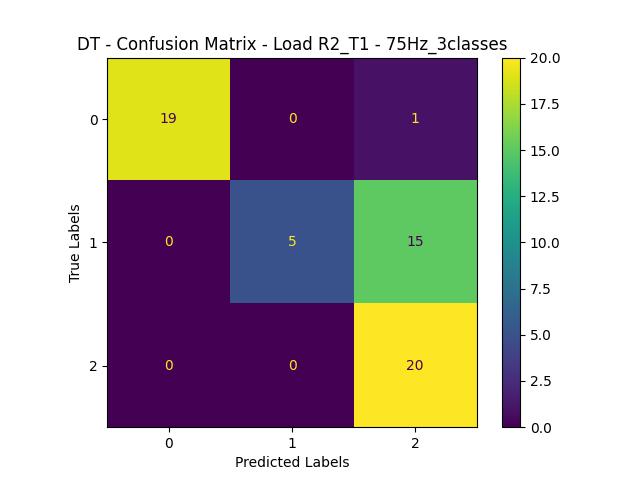 DT - Confusion Matrix - Load R2_T1 - 75Hz_3classes
True Labels
0 19 0 1
1 0 5 15
2 0 0 20
0 1 2
Predicted Labels
20.0
17.5
15.0
12.5
10.0
7.5
5.0
2.5
0.0